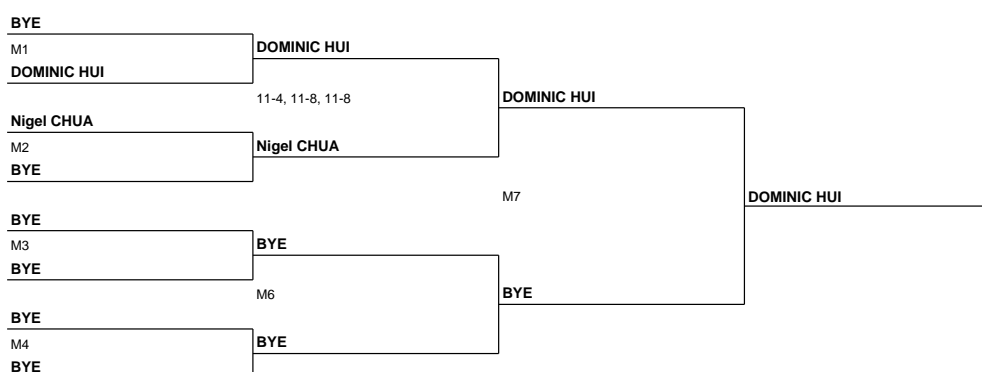 BYE
M1
DOMINIC HUI
DOMINIC HUI
11-4, 11-8, 11-8
DOMINIC HUI
Nigel CHUA
M2
Nigel CHUA
BYE
M7
DOMINIC HUI
BYE
M3
BYE
BYE
M6
BYE
BYE
M4
BYE
BYE